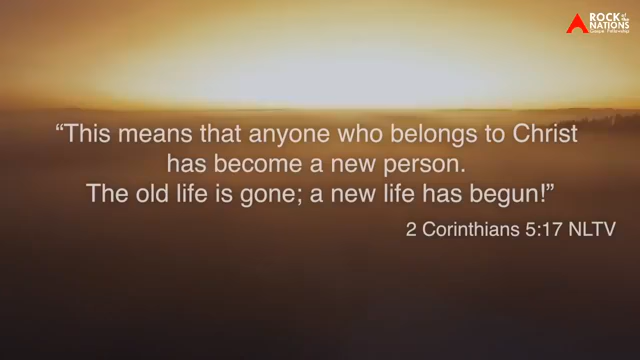 ROCK of the
NATIONS
Gospel Fellowship
“This means that anyone who belongs to Christ
has become a new person.
The old life is gone; a new life has begun!”
2 Corinthians 5:17 NLTV